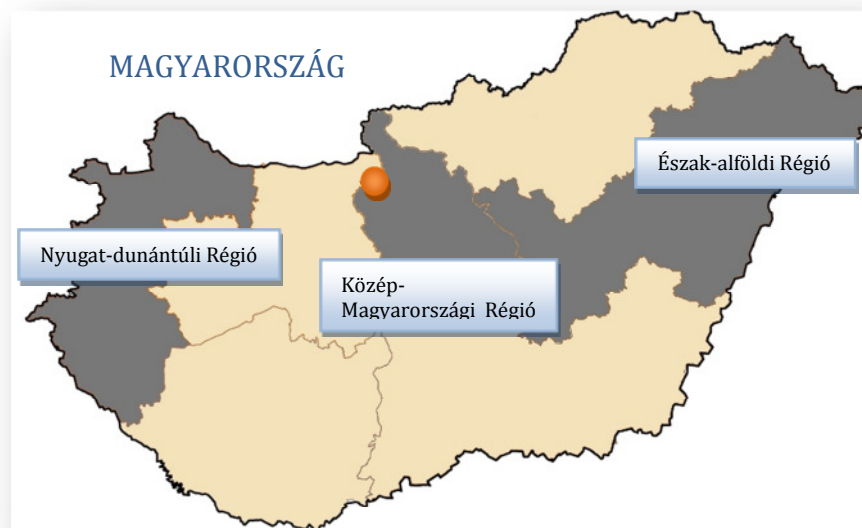 MAGYARORSZÁG
Észak-alföldi Régió
Nyugat-dunántúli Régió
Közép-
Magyarországi Régió